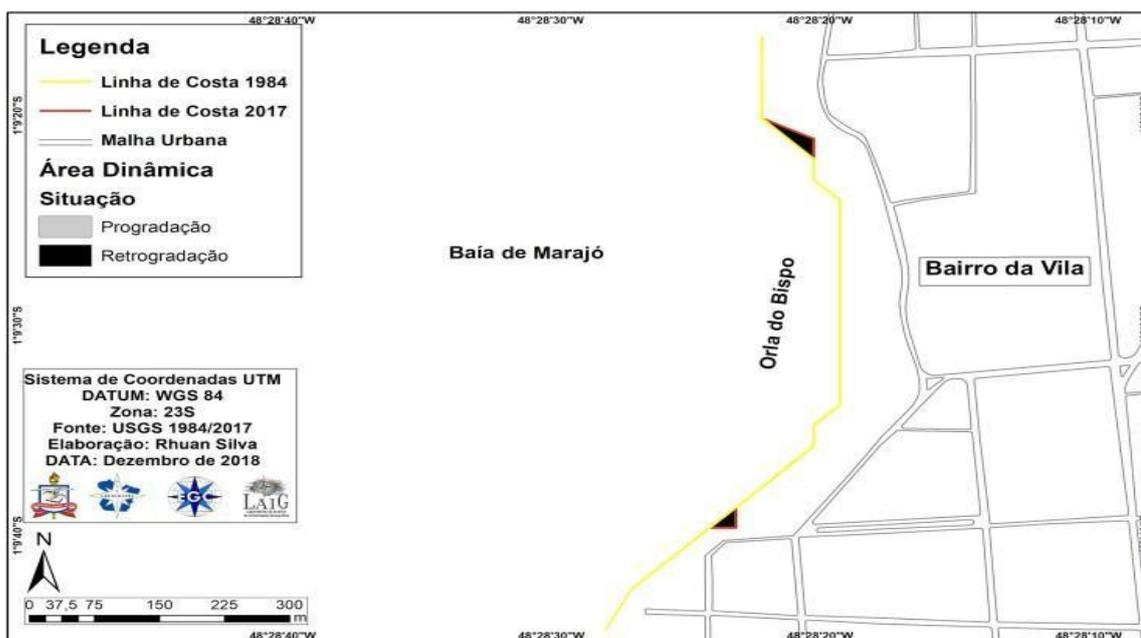 48°28'40"W 48°28'30"W 48°28'20"W 48°28'10"W
Legenda
Linha de Costa 1984
Linha de Costa 2017
Malha Urbana
Área Dinâmica
Situação
Progradação
Retrogradação
1°9'20"S
1°9'30"S
1°9'40"S
Baía de Marajó
Orla do Bispo
Bairro da Vila
Sistema de Coordenadas UTM
DATUM: WGS 84
Zona: 23S
Fonte: USGS 1984/2017
Elaboração: Rhuan Silva
DATA: Dezembro de 2018
EGC
LAIG
N
0 37,5 75 150 225 300
m
48°28'40"W 48°28'30"W 48°28'20"W 48°28'10"W